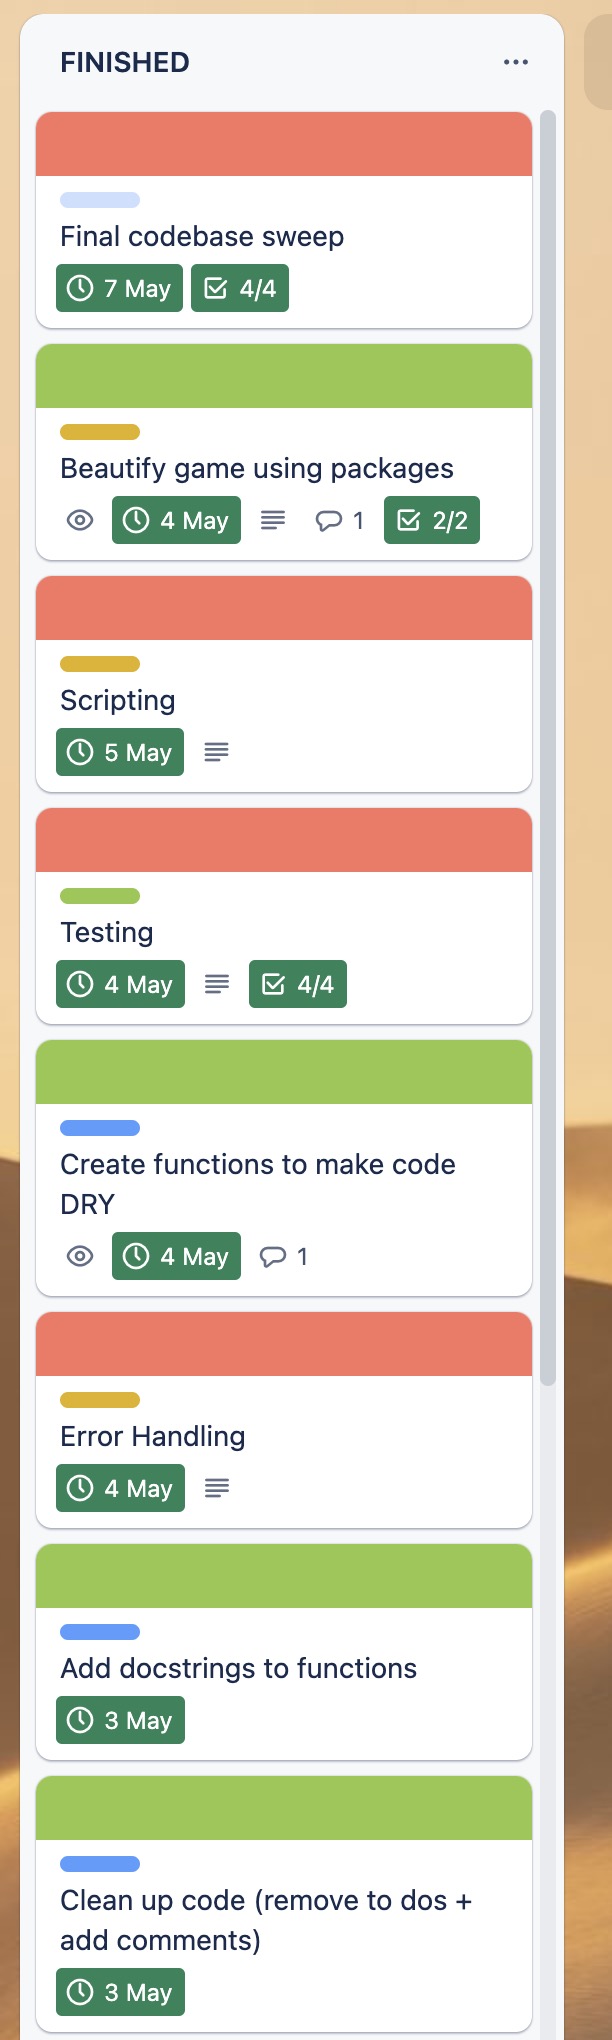 FINISHED
Final codebase sweep
7 May 4/4
Beautify game using packages
4 May 1 2/2
Scripting
5 May
Testing
4 May 4/4
Create functions to make code
DRY
4 May 1
Error Handling
4 May
Add docstrings to functions
3 May
Clean up code (remove to dos +
add comments)
3 May